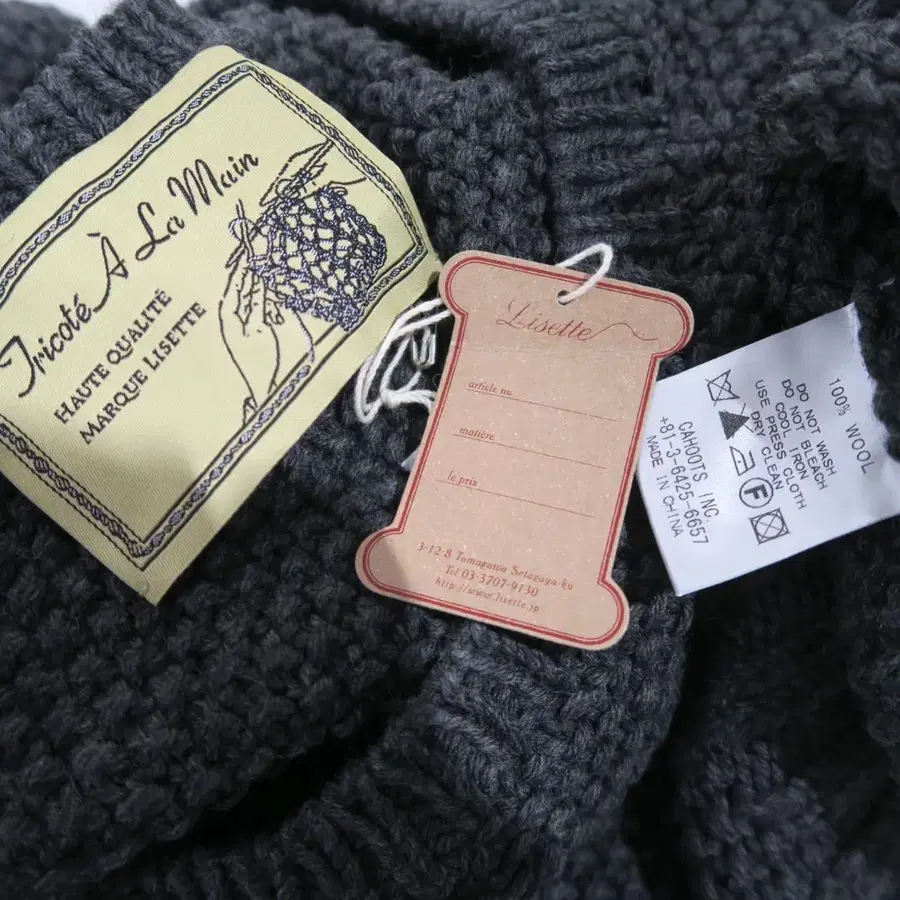 Tricoté À La Main
HAUTE QUALITÉ
MARQUE LISETTE
Lisette
article no
matière
le prix
3-12-8 Tamagawa Setagaya-ku
Tel 03-3707-9130
http://www.lisette.jp
100% WOOL
DO NOT WASH
DO NOT BLEACH
COOL IRON
USE PRESS CLOTH
DRY CLEAN
F
CAHOOTS INC.
+81-3-6425-6657
MADE IN CHINA